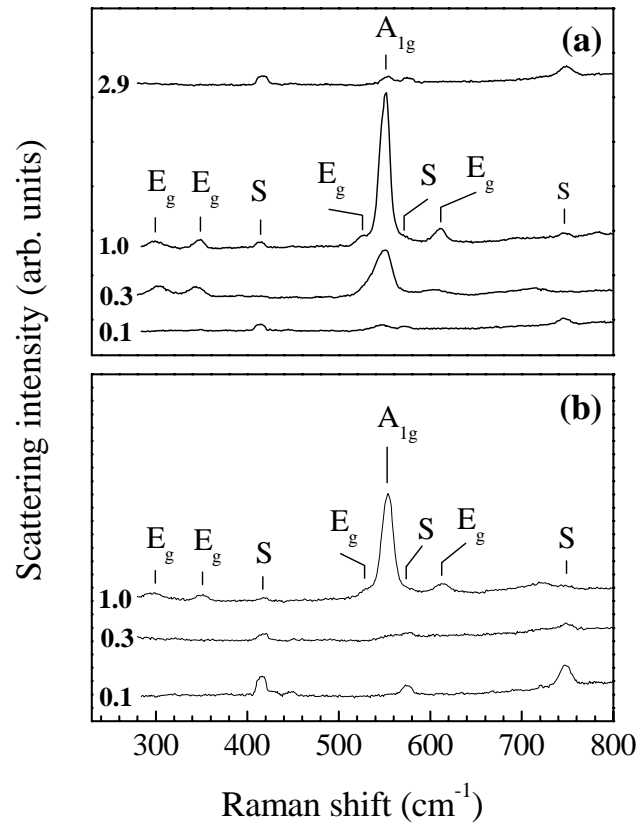 A1g
(a)
2.9
Eg Eg S Eg S Eg S
1.0
0.3
0.1
A1g
(b)
Eg Eg S Eg S Eg S
1.0
0.3
0.1
300 400 500 600 700 800
Raman shift (cm-1)
Scattering intensity (arb. units)